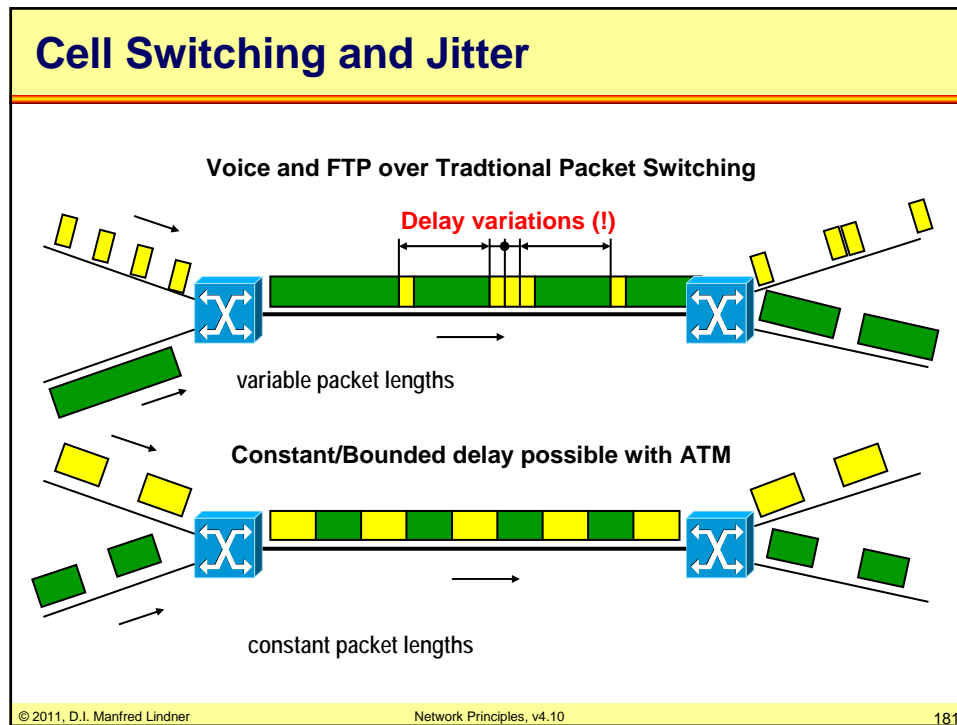 Cell Switching and Jitter
Voice and FTP over Tradtional Packet Switching
Delay variations (!)
variable packet lengths
Constant/Bounded delay possible with ATM
constant packet lengths
© 2011, D.I. Manfred Lindner
Network Principles, v4.10
181